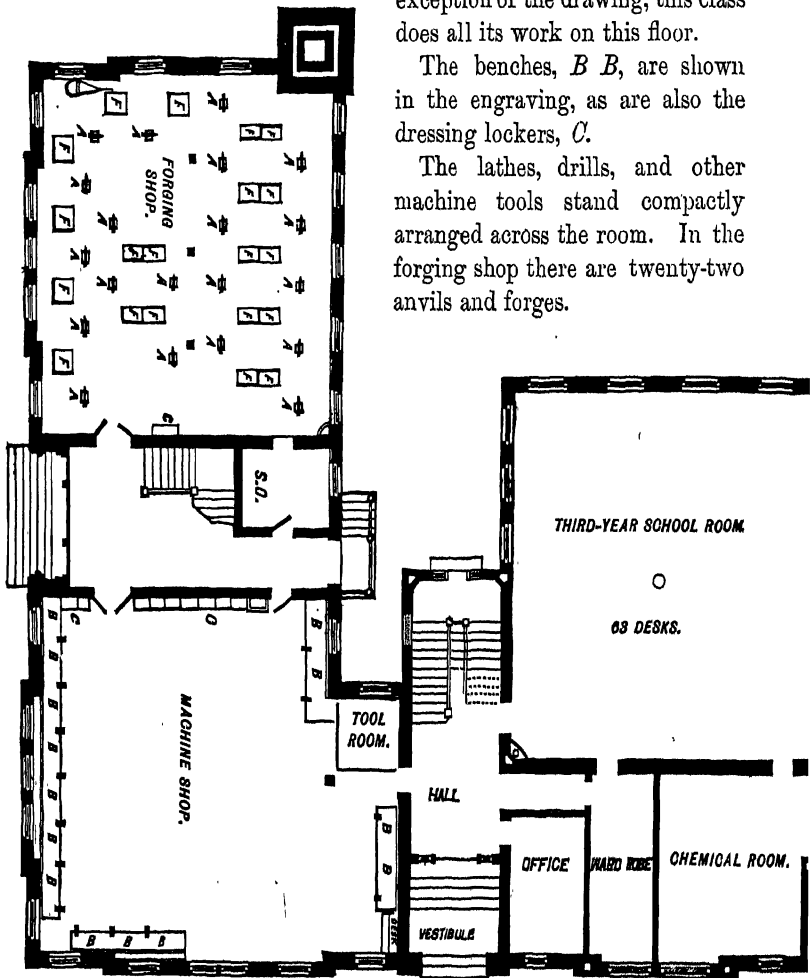 exception of the drawing, this class
does all its work on this floor.
The benches, B B, are shown
in the engraving, as are also the
dressing lockers, C.
The lathes, drills, and other
machine tools stand compactly
arranged across the room. In the
forging shop there are twenty-two
anvils and forges.
FORGING
SHOP.
F F A
A A F F
F A
A F F
F A A
A F F
F F A
F A A A
A F F
F F A
F A A
F F
A A
C
S.O.
C C
B B B B B B
B B
MACHINE SHOP.
TOOL
ROOM.
B B
DESK
B B B
THIRD-YEAR SCHOOL ROOM.
63 DESKS.
HALL
VESTIBULE
OFFICE
WARD ROBE
CHEMICAL ROOM.